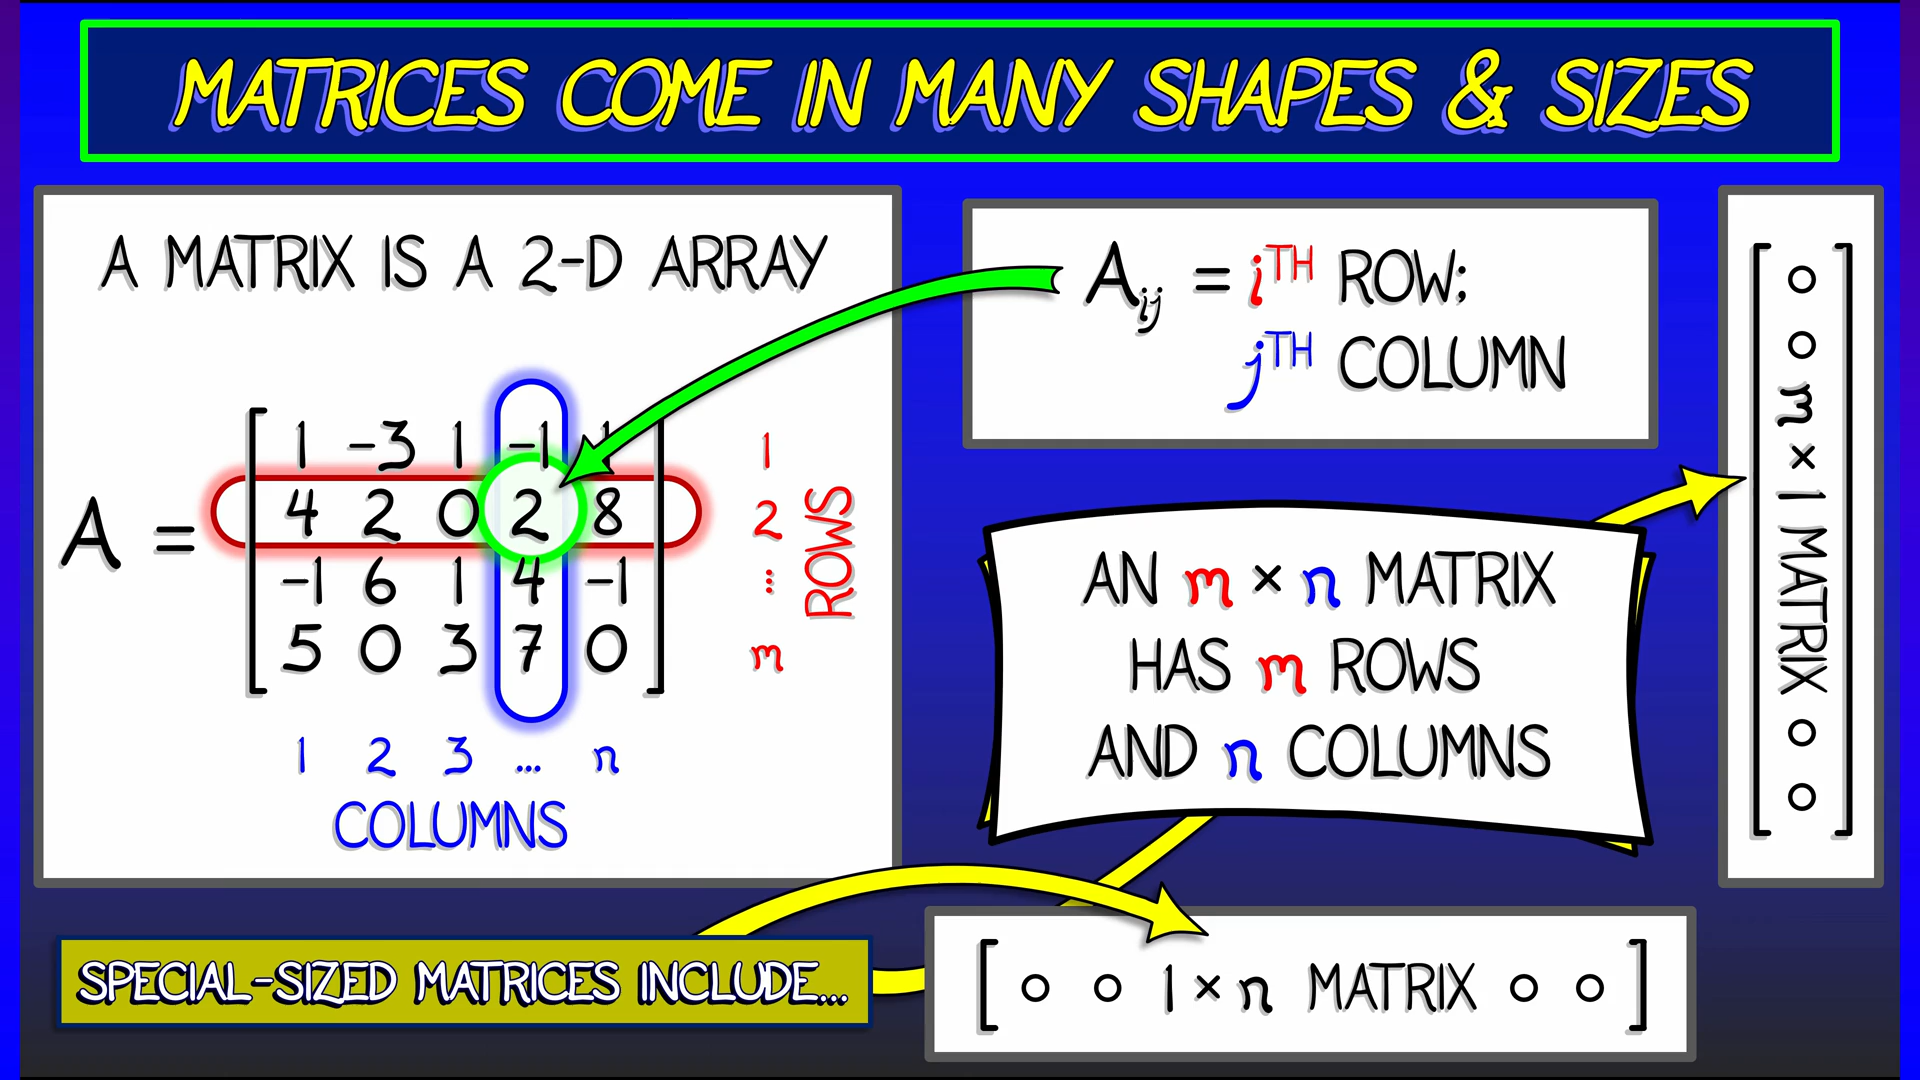 MATRICES COME IN MANY SHAPES & SIZES
A MATRIX IS A 2-D ARRAY
A =
1 -3 1 -1 1
4 2 0 2 8
-1 6 1 4 -1
5 0 3 7 0
1
2
...
m
ROWS
1 2 3 ... n
COLUMNS
Aij = iTH ROW;
jTH COLUMN
AN m × n MATRIX
HAS m ROWS
AND n COLUMNS
m × 1 MATRIX
SPECIAL-SIZED MATRICES INCLUDE...
[ o o 1 × n MATRIX o o ]